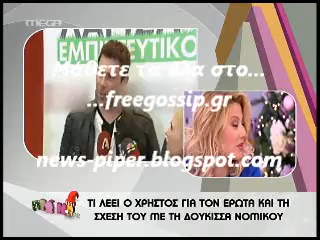 MEGA
ΕΜΠΙΣΤΕΥΤΙΚΟ
Μάθετε τα όλα στο...
...freegossip.gr
news-piper.blogspot.com
ΤΙ ΛΕΕΙ Ο ΧΡΗΣΤΟΣ ΓΙΑ ΤΟΝ ΕΡΩΤΑ ΚΑΙ ΤΗ
ΣΧΕΣΗ ΤΟΥ ΜΕ ΤΗ ΔΟΥΚΙΣΣΑ ΝΟΜΙΚΟΥ